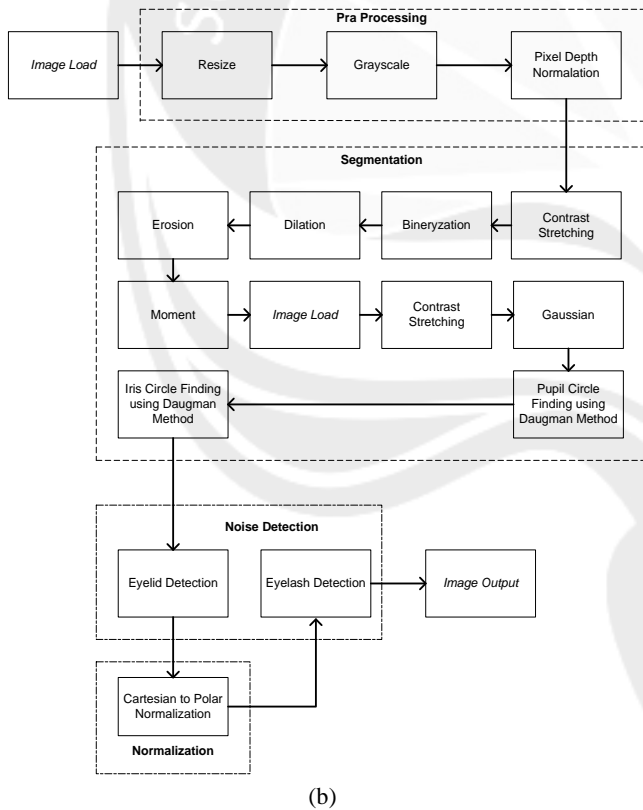 Pra Processing
Image Load
Resize
Grayscale
Pixel Depth
Normalation
Segmentation
Erosion
Dilation
Bineryzation
Contrast
Stretching
Moment
Image Load
Contrast
Stretching
Gaussian
Iris Circle Finding
using Daugman
Method
Pupil Circle
Finding using
Daugman Method
Noise Detection
Eyelid Detection
Eyelash Detection
Image Output
Cartesian to Polar
Normalization
Normalization
(b)